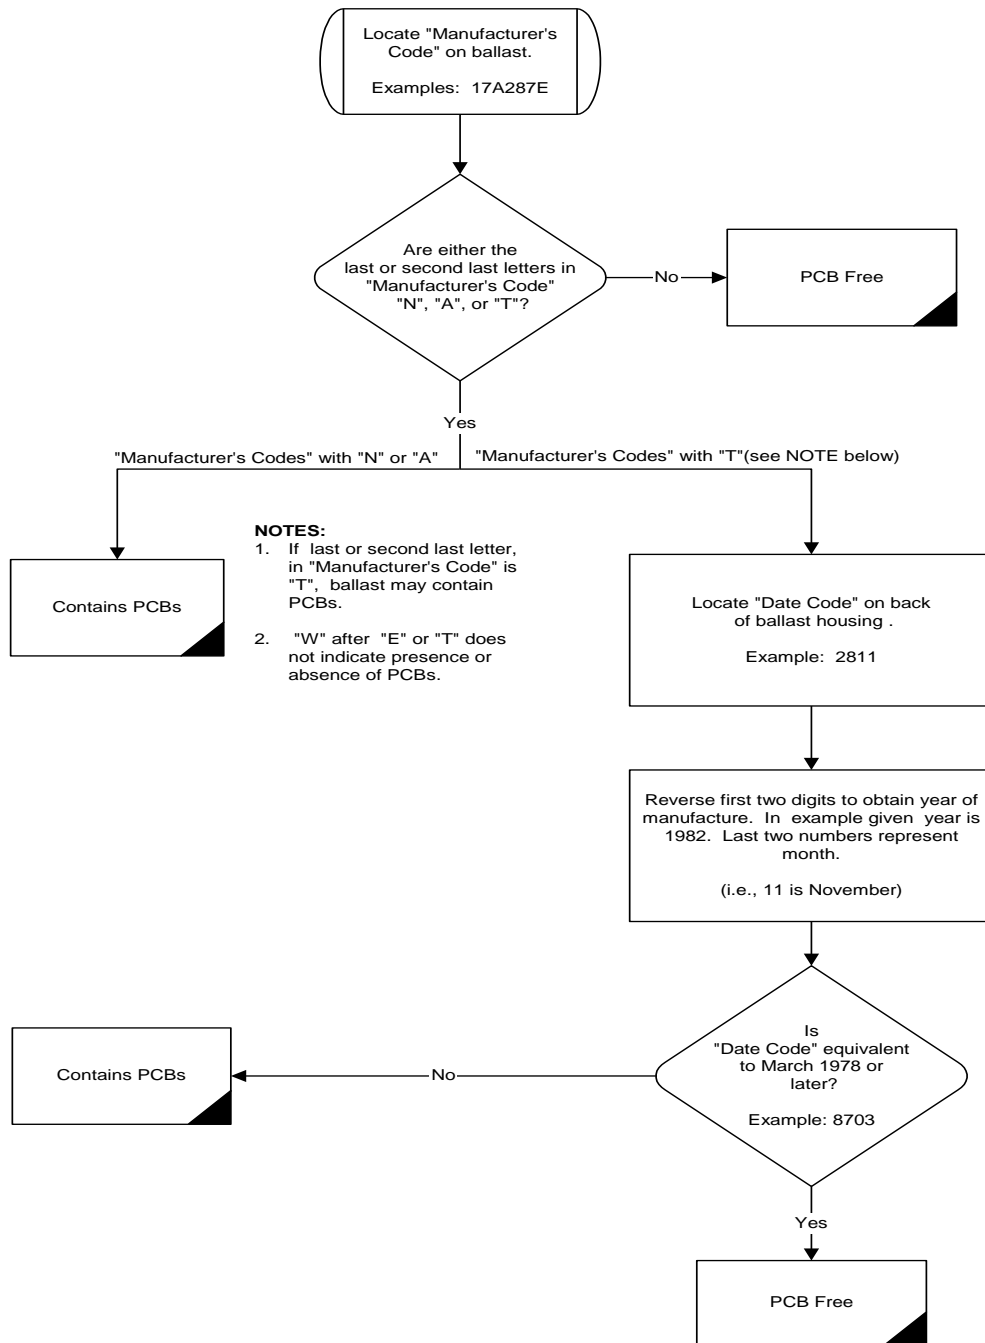 Locate "Manufacturer's
Code" on ballast.
Examples: 17A287E
Are either the
last or second last letters in
"Manufacturer's Code"
"N", "A", or "T"?
No
PCB Free
Yes
"Manufacturer's Codes" with "N" or "A"
"Manufacturer's Codes" with "T"(see NOTE below)
Contains PCBs
NOTES:
1. If last or second last letter,
in "Manufacturer's Code" is
"T", ballast may contain
PCBs.
2. "W" after "E" or "T" does
not indicate presence or
absence of PCBs.
Locate "Date Code" on back
of ballast housing .
Example: 2811
Reverse first two digits to obtain year of
manufacture. In example given year is
1982. Last two numbers represent
month.
(i.e., 11 is November)
Is
"Date Code" equivalent
to March 1978 or
later?
Example: 8703
No
Contains PCBs
Yes
PCB Free